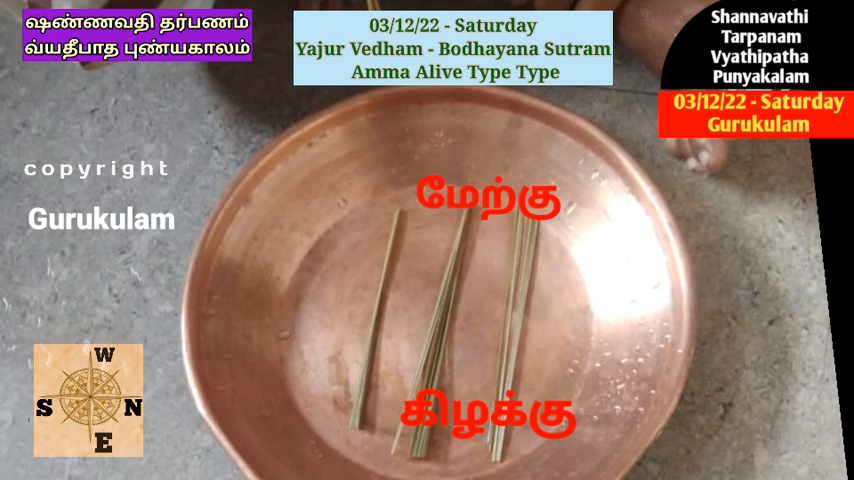 ஷண்ணவதி தர்பணம்
வ்யதீபாத புண்யகாலம்
03/12/22 - Saturday
Yajur Vedham - Bodhayana Sutram
Amma Alive Type Type
Shannavathi
Tarpanam
Vyathipatha
Punyakalam
03/12/22 - Saturday
Gurukulam
copyright
Gurukulam
மேற்கு
கிழக்கு
W
S N
E